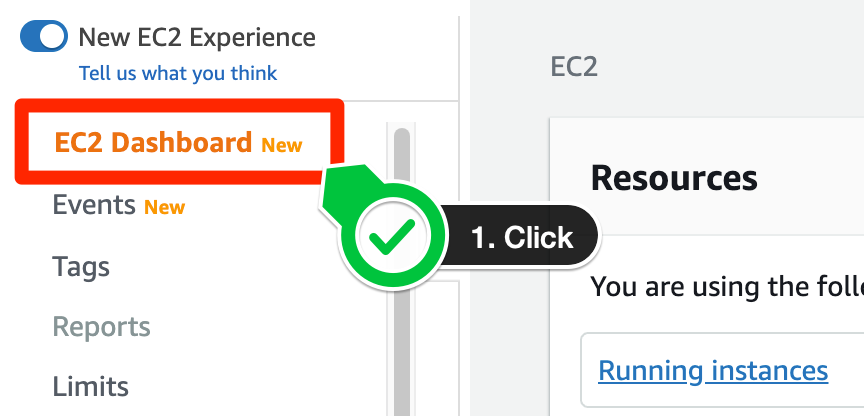 New EC2 Experience
Tell us what you think
EC2 Dashboard New
Events New
Tags
Reports
Limits
1. Click
EC2
Resources
You are using the
Running instances